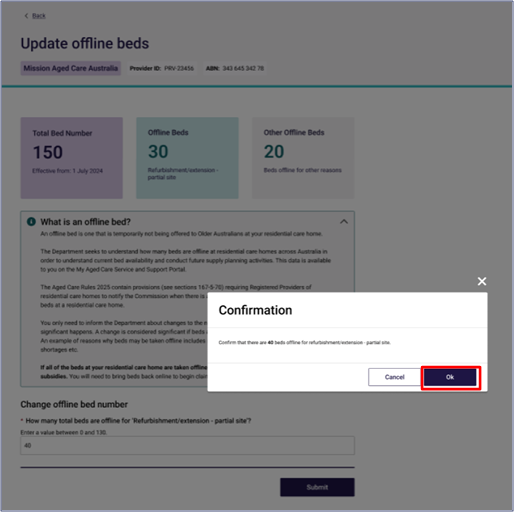 Back
Update offline beds
Mission Aged Care Australia Provider ID: PRV-23456 ABN: 343 645 342 78
Total Bed Number
150
Effective from: 1 July 2024
Offline Beds
30
Refurbishment/extension -
partial site
Other Offline Beds
20
Beds offline for other reasons
What is an offline bed?
An offline bed is one that is temporarily not being offered to Older Australians at your residential care home.
The Department seeks to understand how many beds are offline at residential care homes across Australia in
order to understand current bed availability and conduct future supply planning activities. This data is available
to you on the My Aged Care Service and Support Portal.
The Aged Care Rules 2025 contain provisions (see sections 167-5-70) requiring Registered Providers of
residential care homes to notify the Commission when there is
beds at a residential care home.
You only need to inform the Department about changes to the
significant happens. A change is considered significant if beds
An example of reasons why beds may be taken offline includes
shortages etc.
If all of the beds at your residential care home are taken offline
subsidies. You will need to bring beds back online to begin
Confirmation
Confirm that there are 40 beds offline for refurbishment/extension - partial site.
Cancel
Ok
Change offline bed number
* How many total beds are offline for 'Refurbishment/extension - partial site'?
Enter a value between 0 and 130.
40
Submit